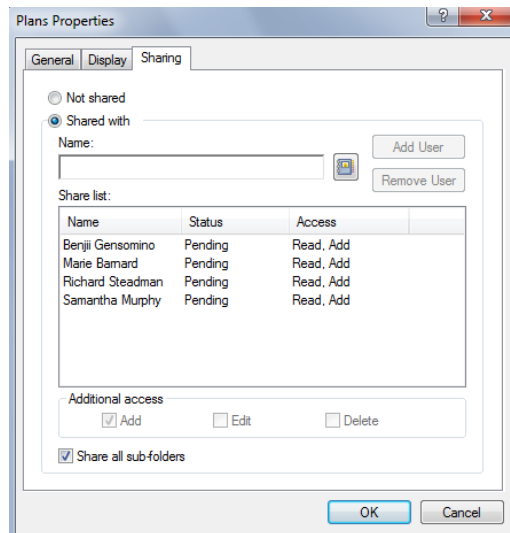 Plans Properties
?
X
General Display Sharing
Not shared
Shared with
Name:
Add User
Remove User
Share list:
Name Status Access
Benjii Gensomino Pending Read, Add
Marie Barnard Pending Read, Add
Richard Steadman Pending Read, Add
Samantha Murphy Pending Read, Add
Additional access
Add Edit Delete
Share all sub-folders
OK Cancel